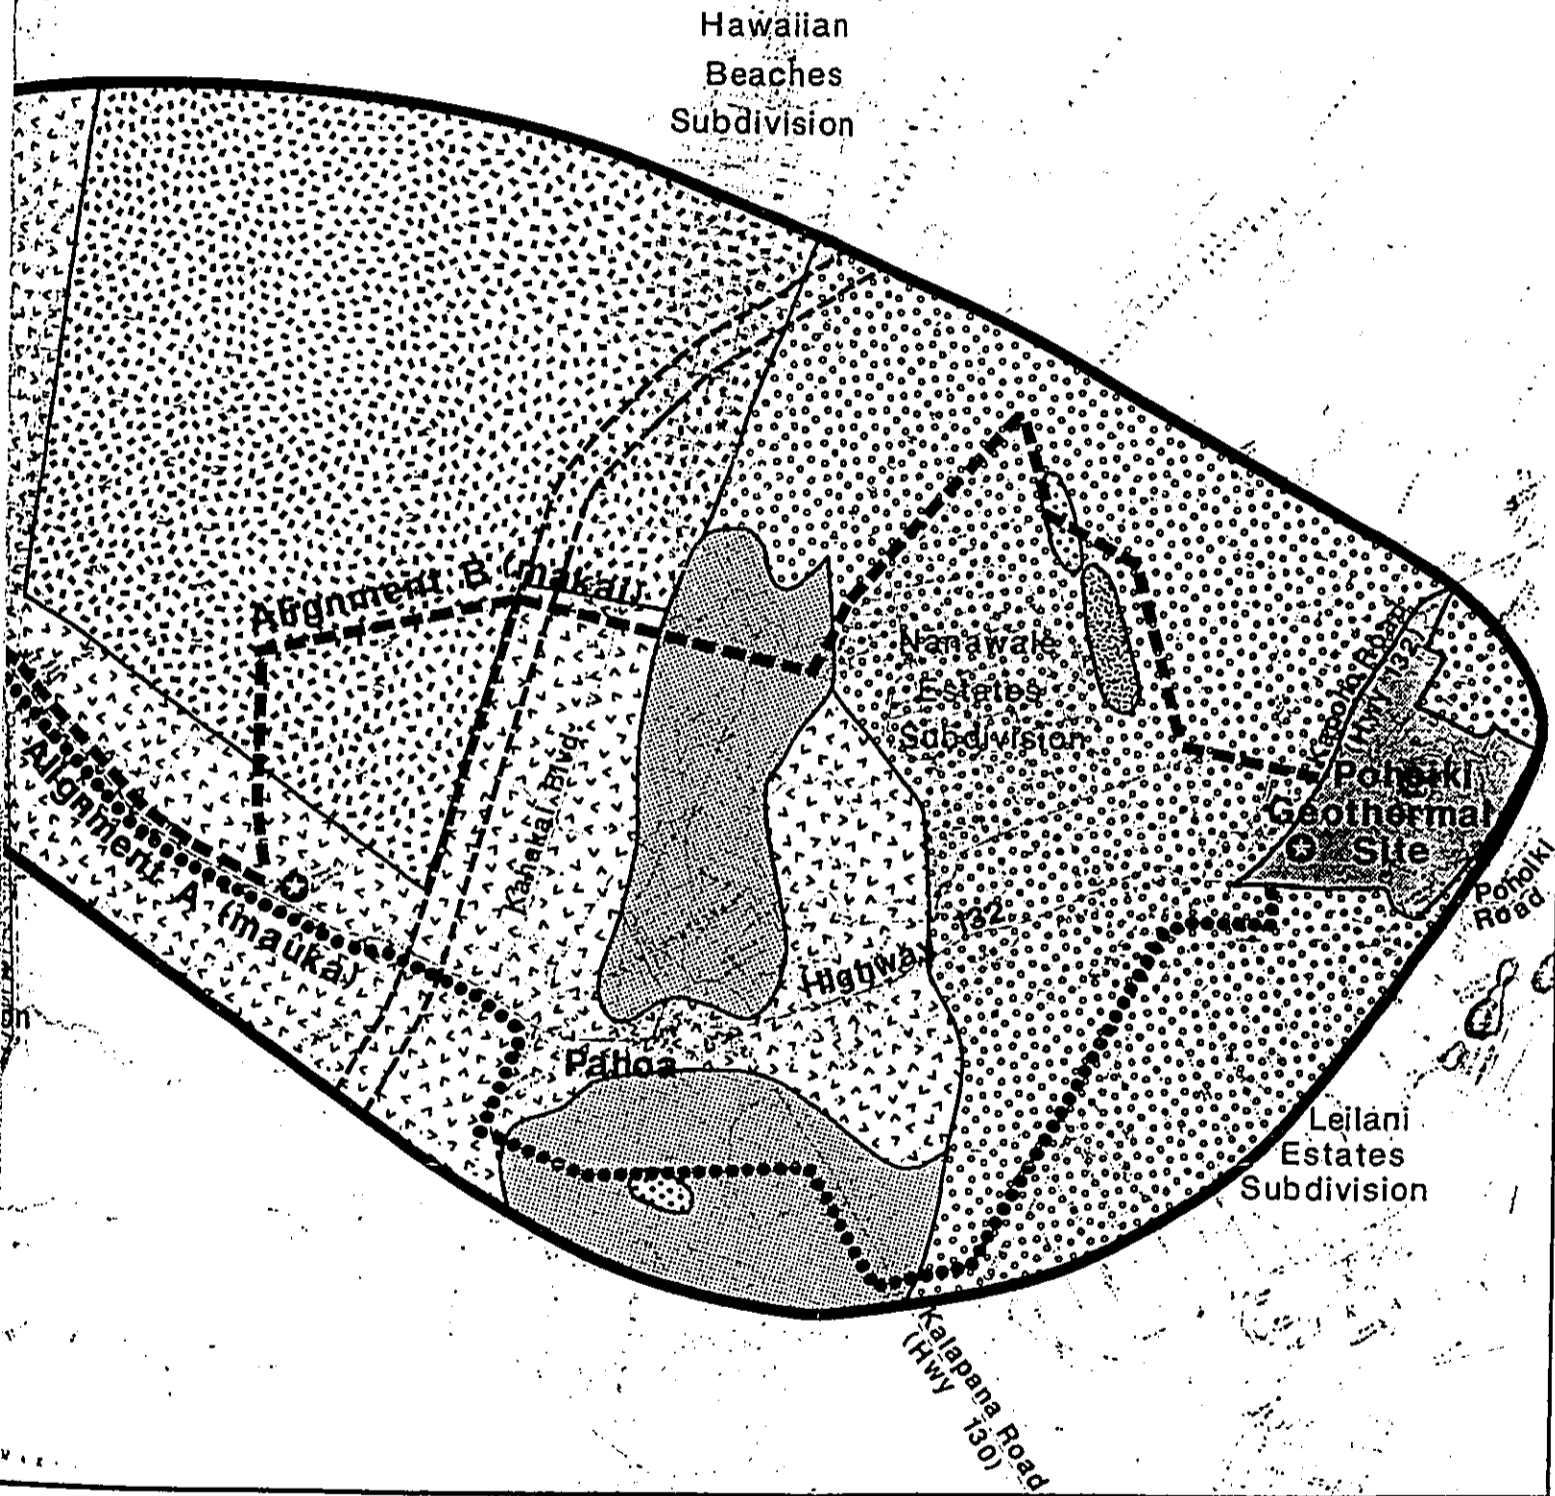 Hawaiian
Beaches
Subdivision
Alignment B (makai)
Nanawale
Estates
Subdivision
Kapoho Road
(Hwy 132)
Pohoiki
Geothermal
Site
Pohoiki
Road
Alignment A (mauka)
Kahakai Blvd.
Highway 132
Pahoa
Leilani
Estates
Subdivision
Kalapana Road
(Hwy 130)